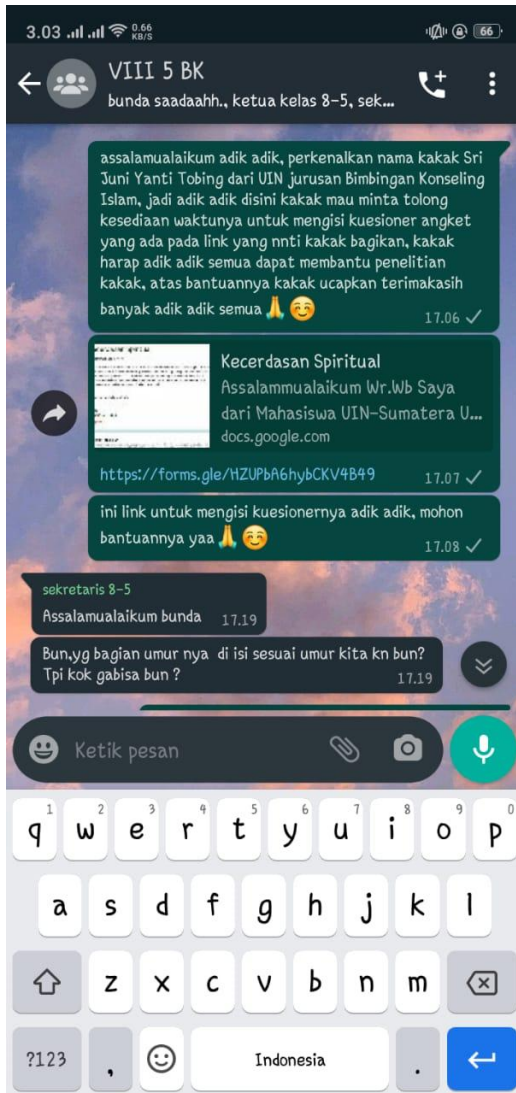 3.03 0.66 KB/S 66
VIII 5 BK
bunda saadaahh., ketua kelas 8-5, sek...
assalamualaikum adik adik, perkenalkan nama kakak Sri
Juni Yanti Tobing dari UIN jurusan Bimbingan Konseling
Islam, jadi adik adik disini kakak mau minta tolong
kesediaan waktunya untuk mengisi kuesioner angket
yang ada pada link yang nnti kakak bagikan, kakak
harap adik adik semua dapat membantu penelitian
kakak, atas bantuannya kakak ucapkan terimakasih
banyak adik adik semua🙏☺️
17.06
Kecerdasan Spiritual
Assalammualaikum Wr.Wb Saya
dari Mahasiswa UIN-Sumatera U...
docs.google.com
https://forms.gle/HZUPbA6hybCKV4B49 17.07
ini link untuk mengisi kuesionernya adik adik, mohon
bantuannya yaa🙏☺️
17.08
sekretaris 8-5
Assalamualaikum bunda 17.19
Bun,yg bagian umur nya di isi sesuai umur kita kn bun?
Tpi kok gabisa bun ? 17.19
Ketik pesan
1 2 3 4 5 6 7 8 9 0
q w e r t y u i o p
a s d f g h j k l
z x c v b n m
?123 , Indonesia .